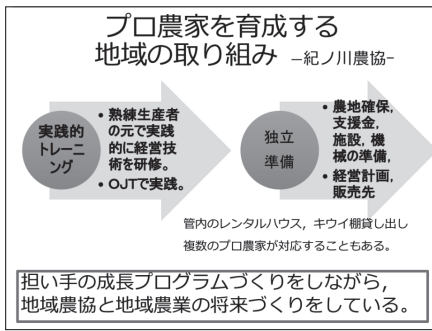 プロ農家を育成する
地域の取り組み −紀ノ川農協−
実践的
トレーニ
ング
• 熟練生産者
の元で実践
的に経営技
術を研修。
• OJTで実践。
独立
準備
• 農地確保,
支援金,
施設, 機
械の準備,
• 経営計画,
販売先
管内のレンタルハウス，キウイ棚貸し出し
複数のプロ農家が対応することもある。
担い手の成長プログラムづくりをしながら，
地域農協と地域農業の将来づくりをしている。